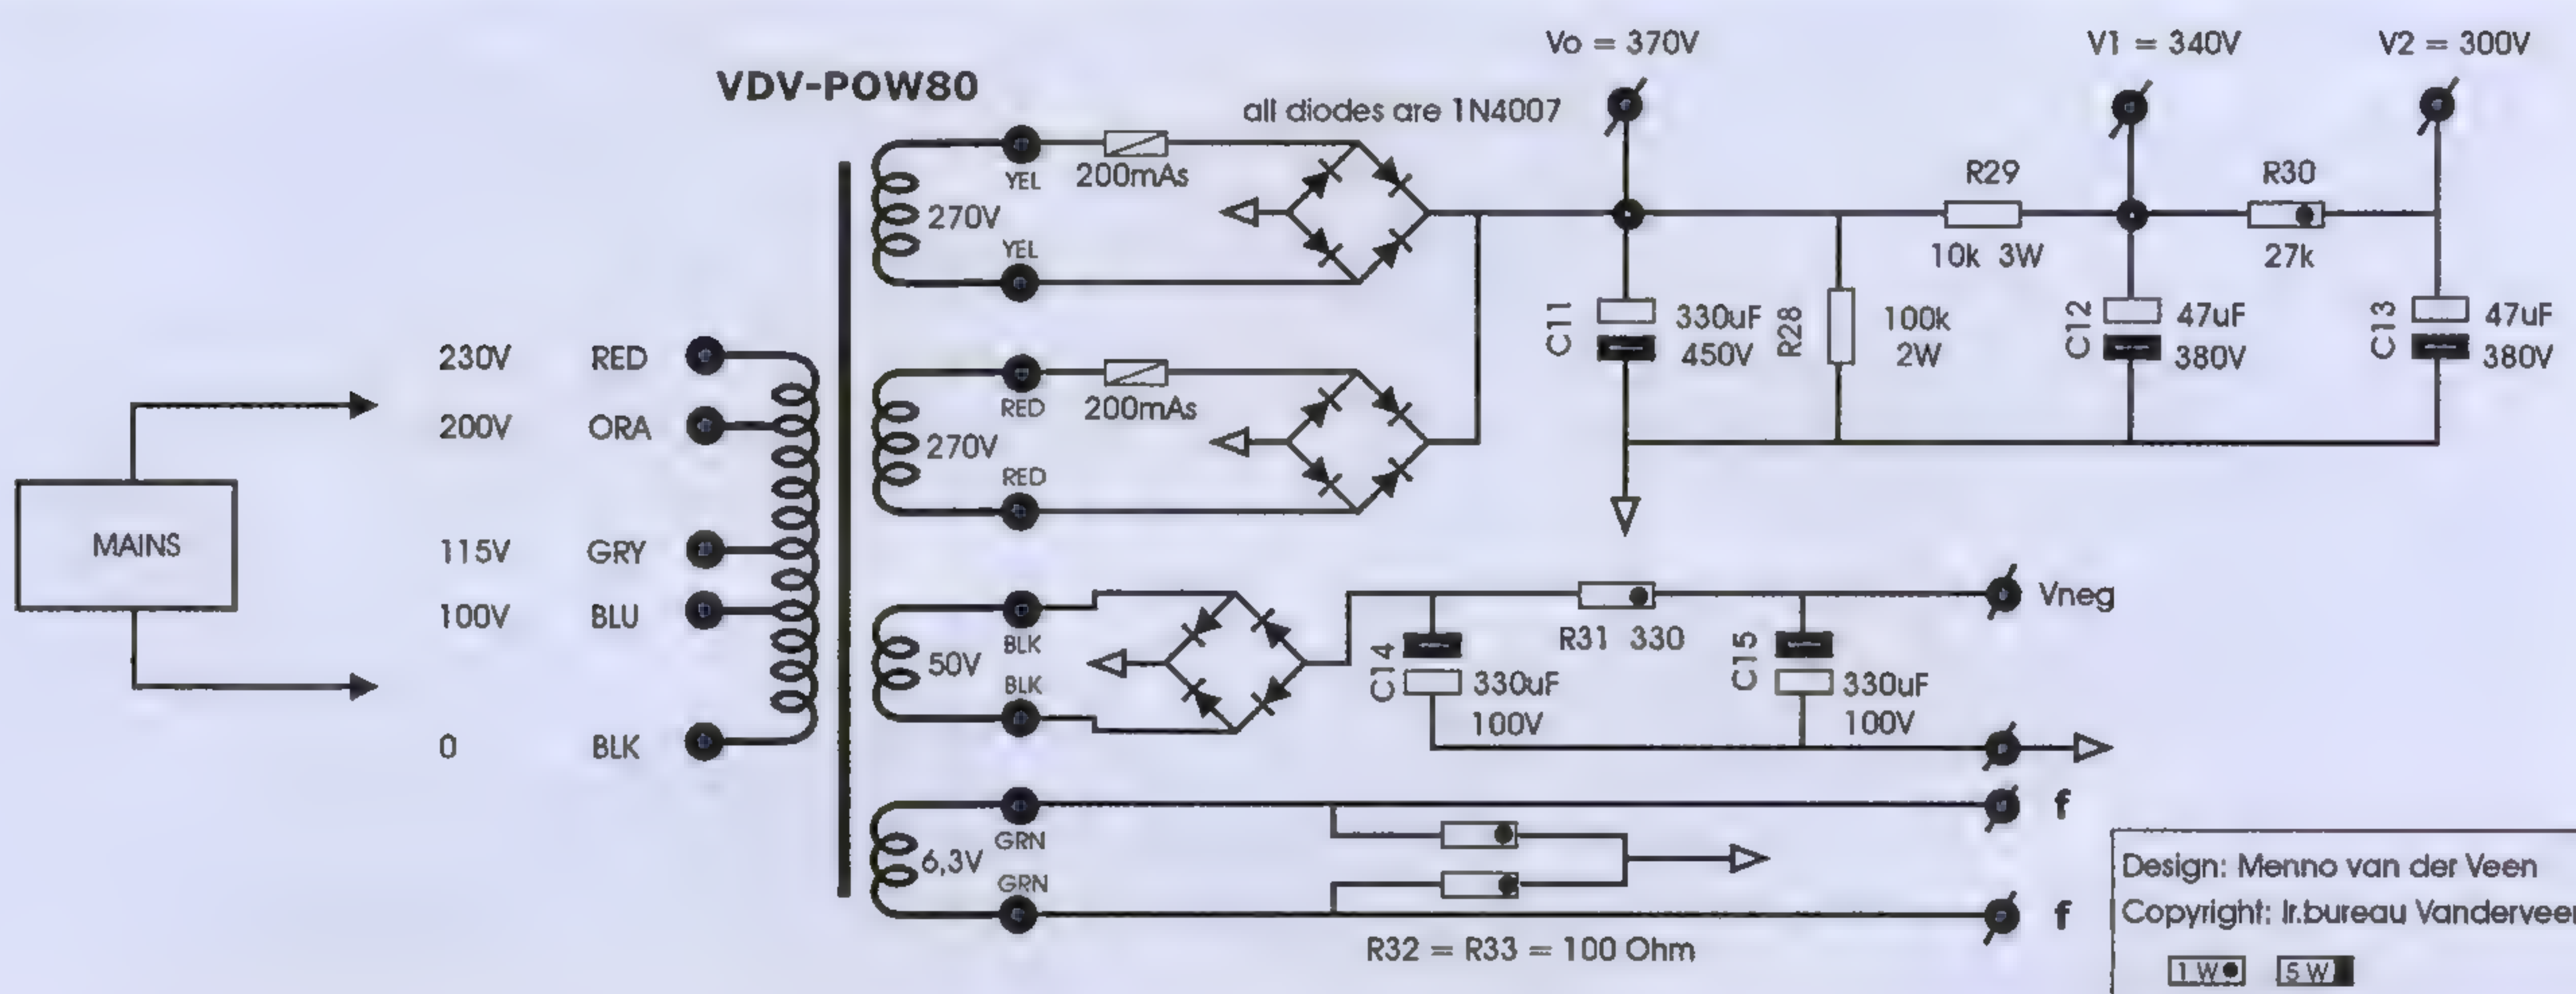 Vo = 370V
V1 = 340V
V2 = 300V
VDV-POW80
all diodes are 1N4007
YEL
200mAs
270V
YEL
R29
10k 3W
R30
27k
C11
330uF
450V
R28
100k
2W
C12
47uF
380V
C13
47uF
380V
230V RED
200V ORA
RED
200mAs
270V
RED
MAINS
115V GRY
100V BLU
0 BLK
BLK
50V
BLK
Vneg
R31 330
C14
330uF
100V
C15
330uF
100V
GRN
6,3V
GRN
f
f
R32 = R33 = 100 Ohm
Design: Menno van der Veen
Copyright: Ir.bureau Vanderveen
1 W
5 W